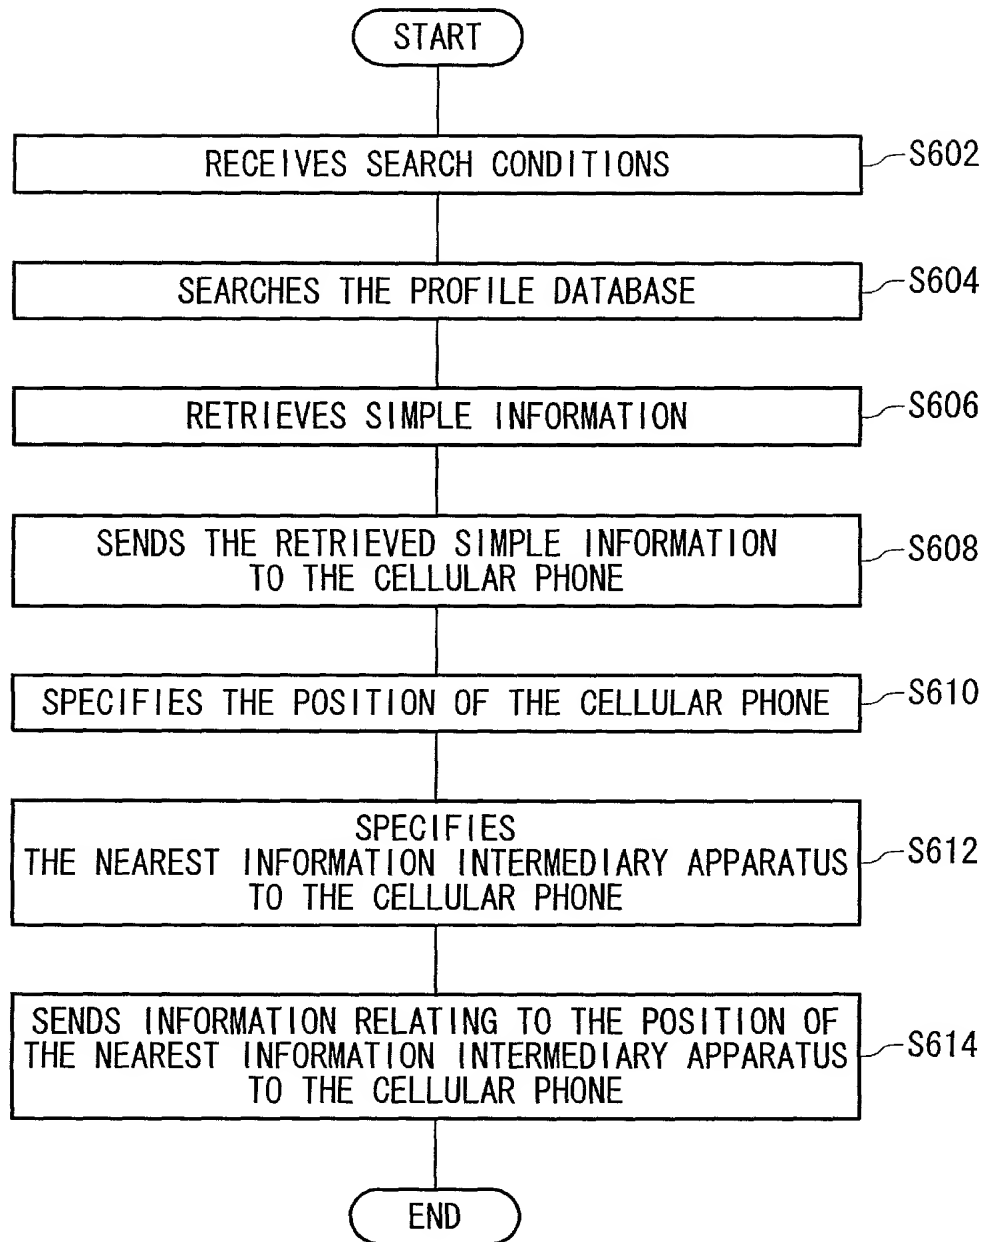 START
RECEIVES SEARCH CONDITIONS
S602
SEARCHES THE PROFILE DATABASE
S604
RETRIEVES SIMPLE INFORMATION
S606
SENDS THE RETRIEVED SIMPLE INFORMATION
TO THE CELLULAR PHONE
S608
SPECIFIES THE POSITION OF THE CELLULAR PHONE
S610
SPECIFIES
THE NEAREST INFORMATION INTERMEDIARY APPARATUS
TO THE CELLULAR PHONE
S612
SENDS INFORMATION RELATING TO THE POSITION OF
THE NEAREST INFORMATION INTERMEDIARY APPARATUS
TO THE CELLULAR PHONE
S614
END